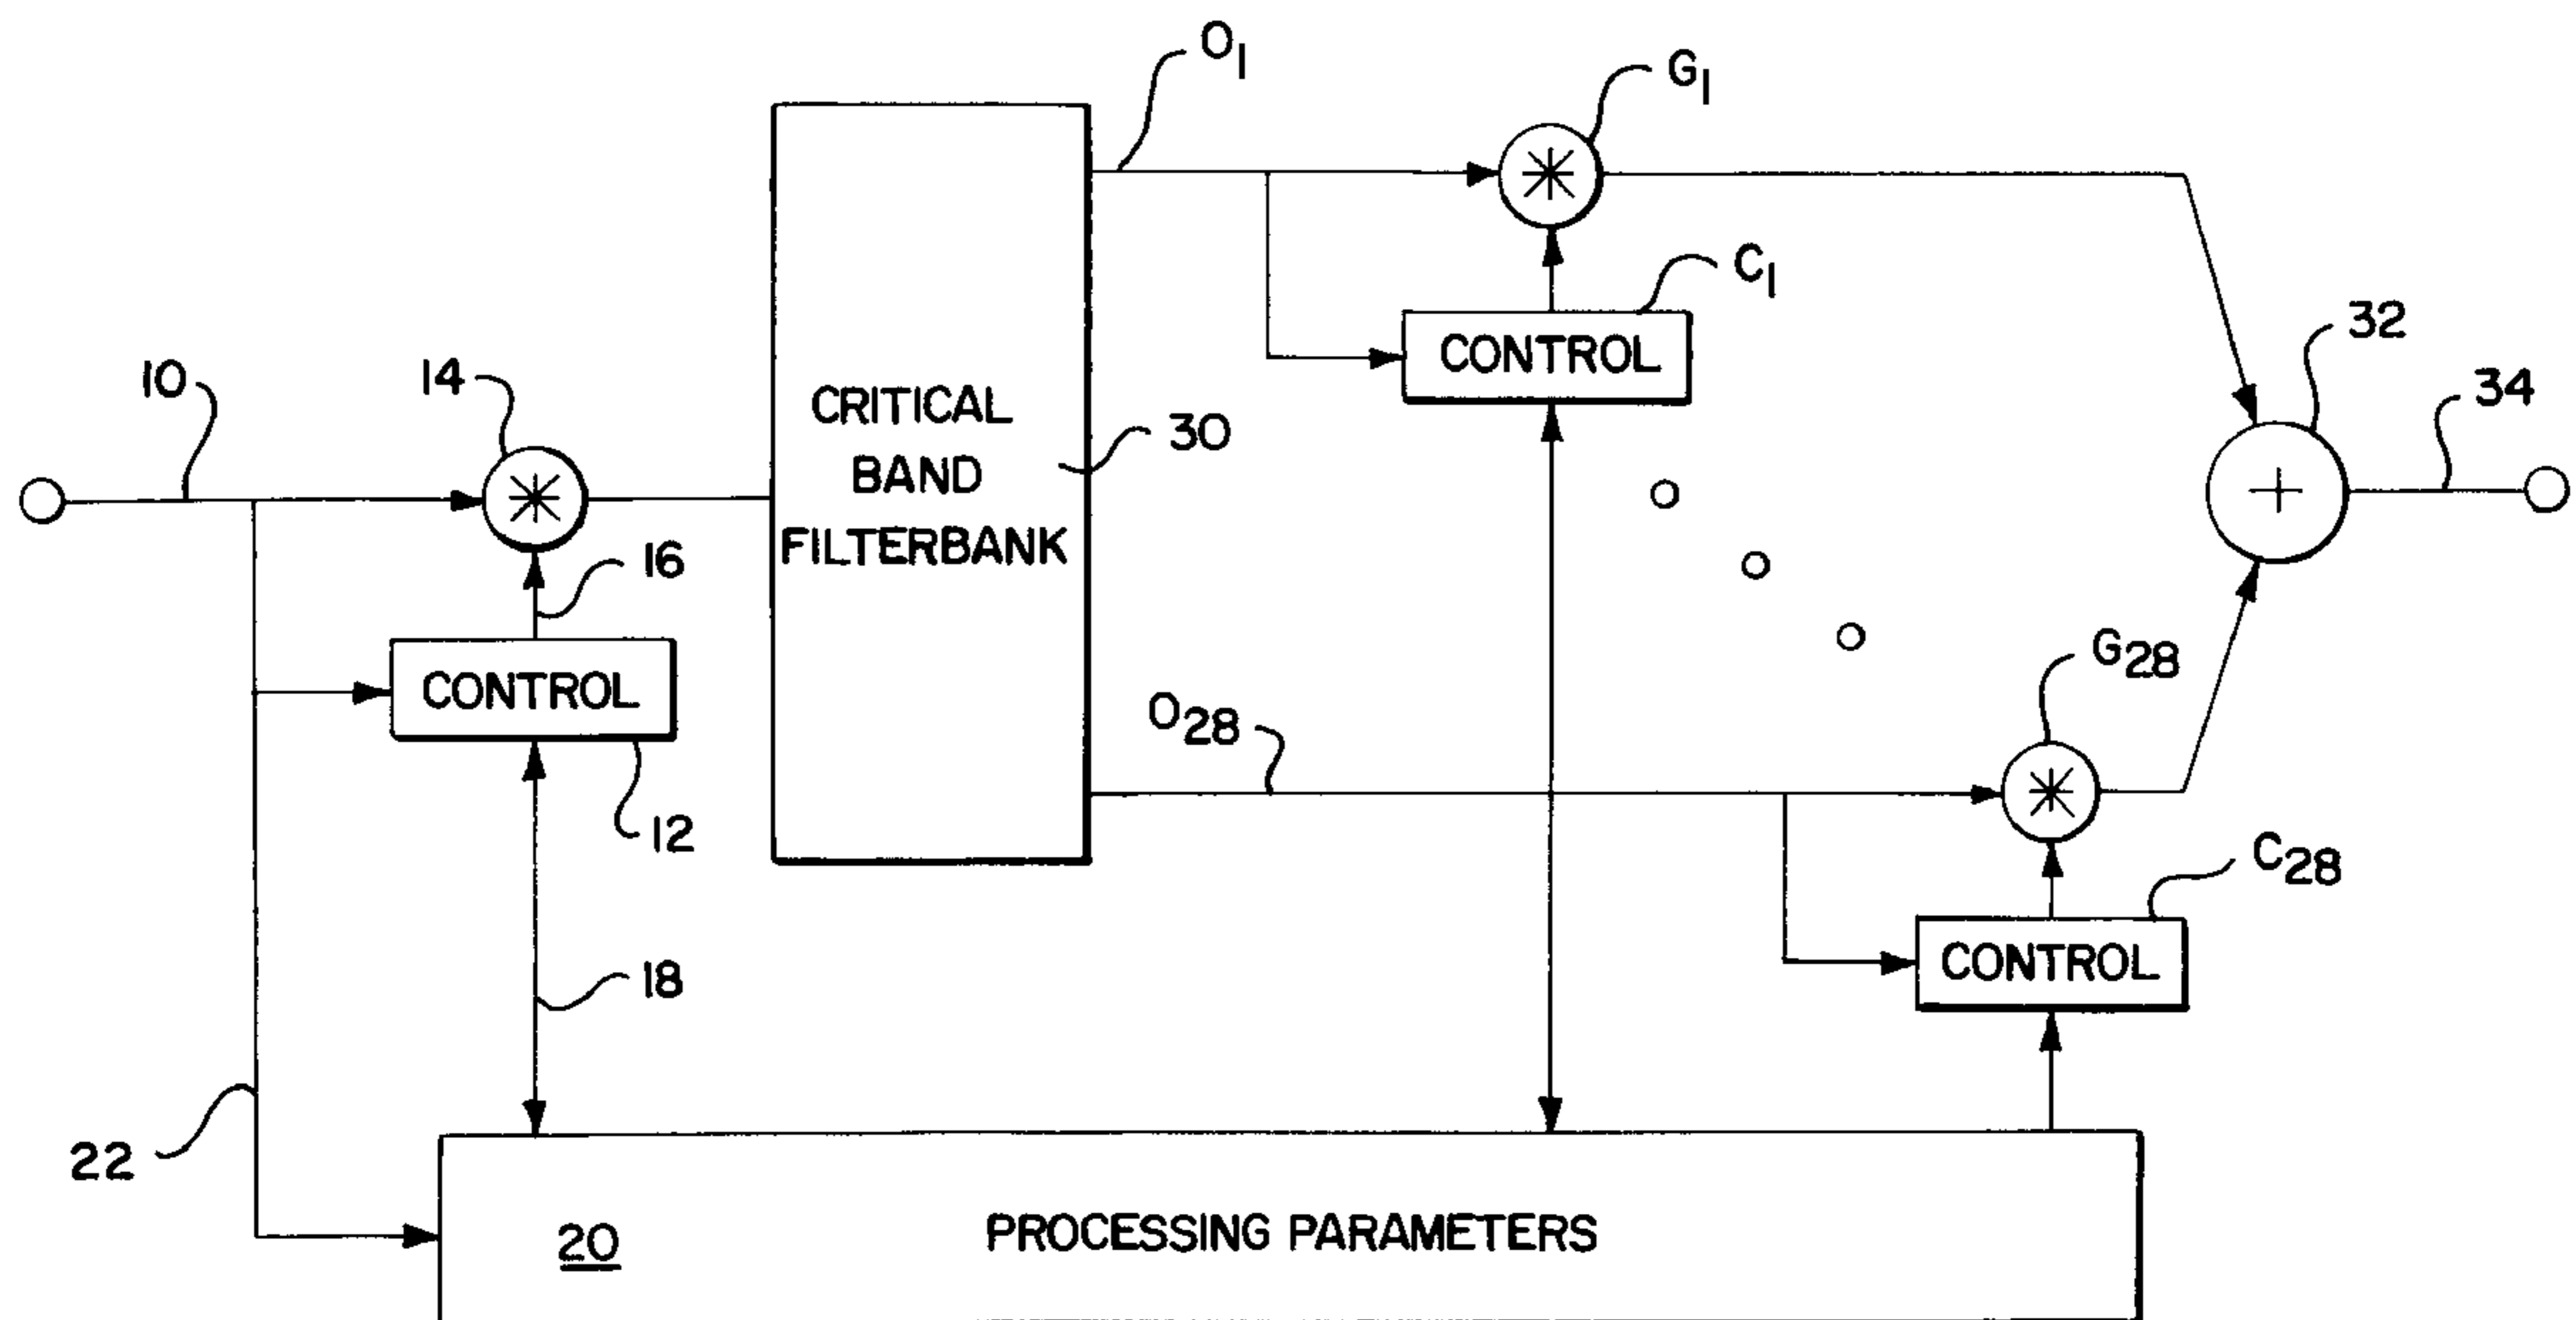 O1
G1
C1
CONTROL
32
34
10
14
CRITICAL
BAND
FILTERBANK
30
16
CONTROL
12
O28
G28
C28
CONTROL
18
22
20
PROCESSING PARAMETERS